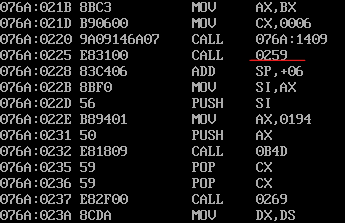 076A:021B 8BC3 MOV AX,BX
076A:021D B90600 MOV CX,0006
076A:0220 9A09146A07 CALL 076A:1409
076A:0225 E83100 CALL 0259
076A:0228 83C406 ADD SP,+06
076A:022B 8BF0 MOV SI,AX
076A:022D 56 PUSH SI
076A:022E B89401 MOV AX,0194
076A:0231 50 PUSH AX
076A:0232 E81809 CALL 0B4D
076A:0235 59 POP CX
076A:0236 59 POP CX
076A:0237 E82F00 CALL 0269
076A:023A 8CDA MOV DX,DS